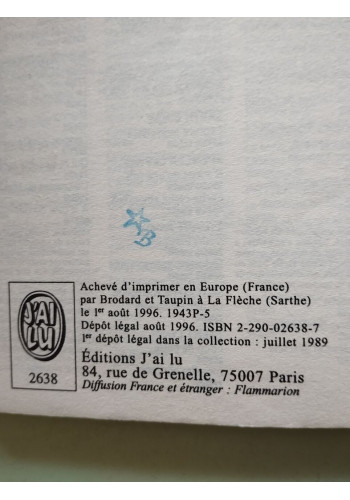 B
Achevé d'imprimer en Europe (France)
par Brodard et Taupin à La Flèche (Sarthe)
le 1er août 1996. 1943P-5
Dépôt légal août 1996. ISBN 2-290-02638-7
1er dépôt légal dans la collection : juillet 1989
Éditions J'ai lu
84, rue de Grenelle, 75007 Paris
Diffusion France et étranger : Flammarion
J'AI
LU
2638